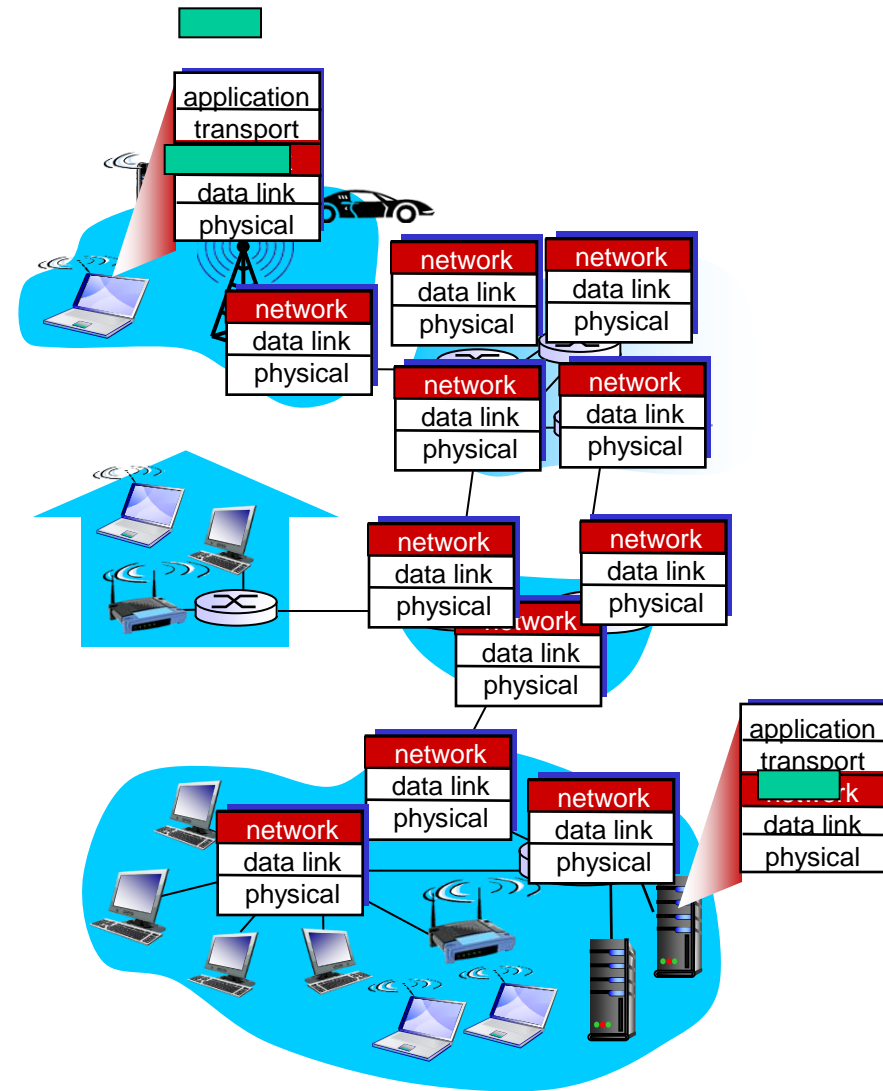 application
transport
data link
physical
network
data link
physical
network
data link
physical
network
data link
physical
network
data link
physical
network
data link
physical
network
data link
physical
network
data link
physical
network
data link
physical
application
transport
network
data link
physical
network
data link
physical
network
data link
physical
network
data link
physical